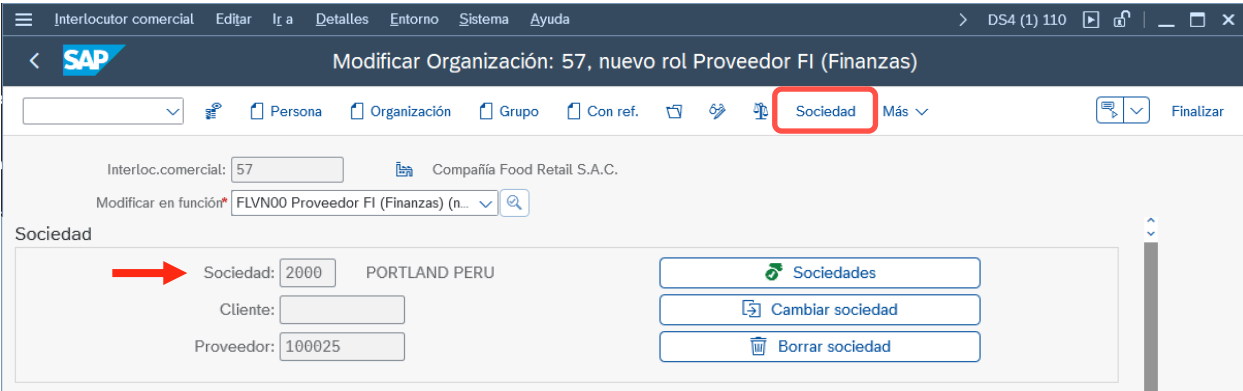 Interlocutor comercial Editar Ir a Detalles Entorno Sistema Ayuda DS4 (1) 110
SAP Modificar Organización: 57, nuevo rol Proveedor FI (Finanzas)
Persona Organización Grupo Con ref. Sociedad Más Finalizar
Interloc.comercial: 57 Compañía Food Retail S.A.C.
Modificar en función* FLVN00 Proveedor FI (Finanzas) (n...
Sociedad
Sociedad: 2000 PORTLAND PERU Sociedades
Cliente: Cambiar sociedad
Proveedor: 100025 Borrar sociedad